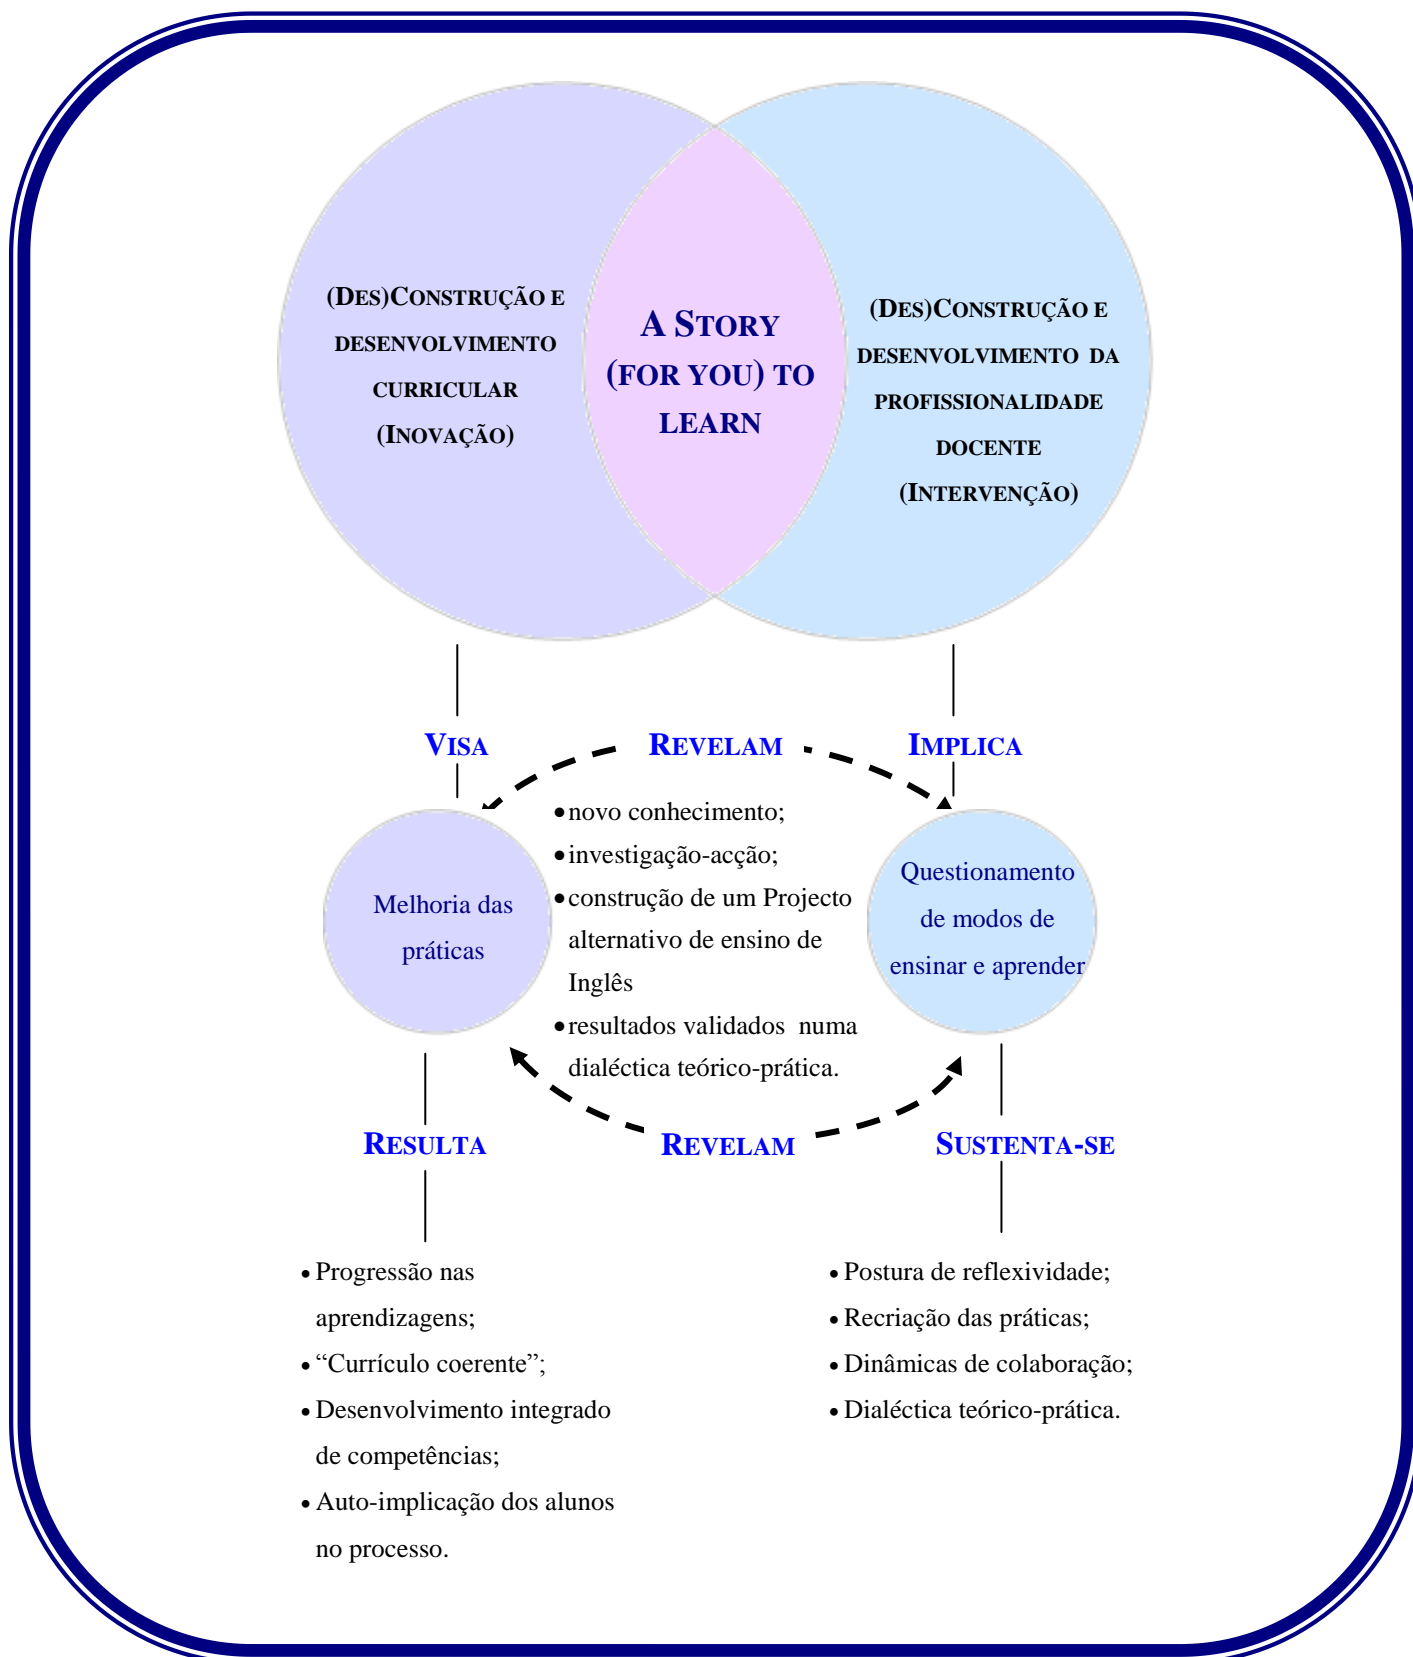 (DES)CONSTRUÇÃO E
DESENVOLVIMENTO
CURRICULAR
(INOVAÇÃO)
A STORY
(FOR YOU) TO
LEARN
(DES)CONSTRUÇÃO E
DESENVOLVIMENTO DA
PROFISSIONALIDADE
DOCENTE
(INTERVENÇÃO)
VISA
REVELAM
IMPLICA
Melhoria das
práticas
•novo conhecimento;
•investigação-acção;
•construção de um Projecto
alternativo de ensino de
Inglês
•resultados validados numa
dialéctica teórico-prática.
Questionamento
de modos de
ensinar e aprender
RESULTA
REVELAM
SUSTENTA-SE
• Progressão nas
aprendizagens;
• “Currículo coerente”;
• Desenvolvimento integrado
de competências;
• Auto-implicação dos alunos
no processo.
• Postura de reflexividade;
• Recriação das práticas;
• Dinâmicas de colaboração;
• Dialéctica teórico-prática.